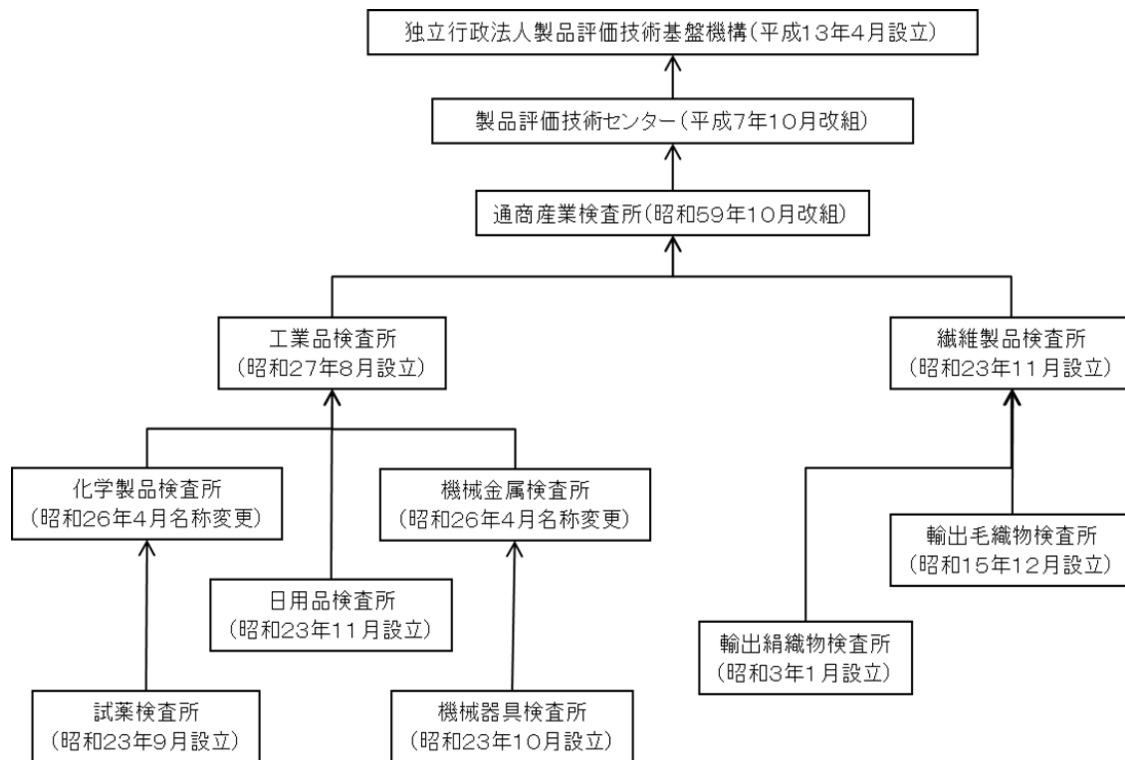 独立行政法人製品評価技術基盤機構（平成１３年４月設立）
製品評価技術センター（平成７年１０月改組）
通商産業検査所（昭和５９年１０月改組）
工業品検査所
（昭和２７年８月設立）
繊維製品検査所
（昭和２３年１１月設立）
化学製品検査所
（昭和２６年４月名称変更）
機械金属検査所
（昭和２６年４月名称変更）
輸出毛織物検査所
（昭和１５年１２月設立）
日用品検査所
（昭和２３年１１月設立）
輸出絹織物検査所
（昭和３年１月設立）
試薬検査所
（昭和２３年９月設立）
機械器具検査所
（昭和２３年１０月設立）